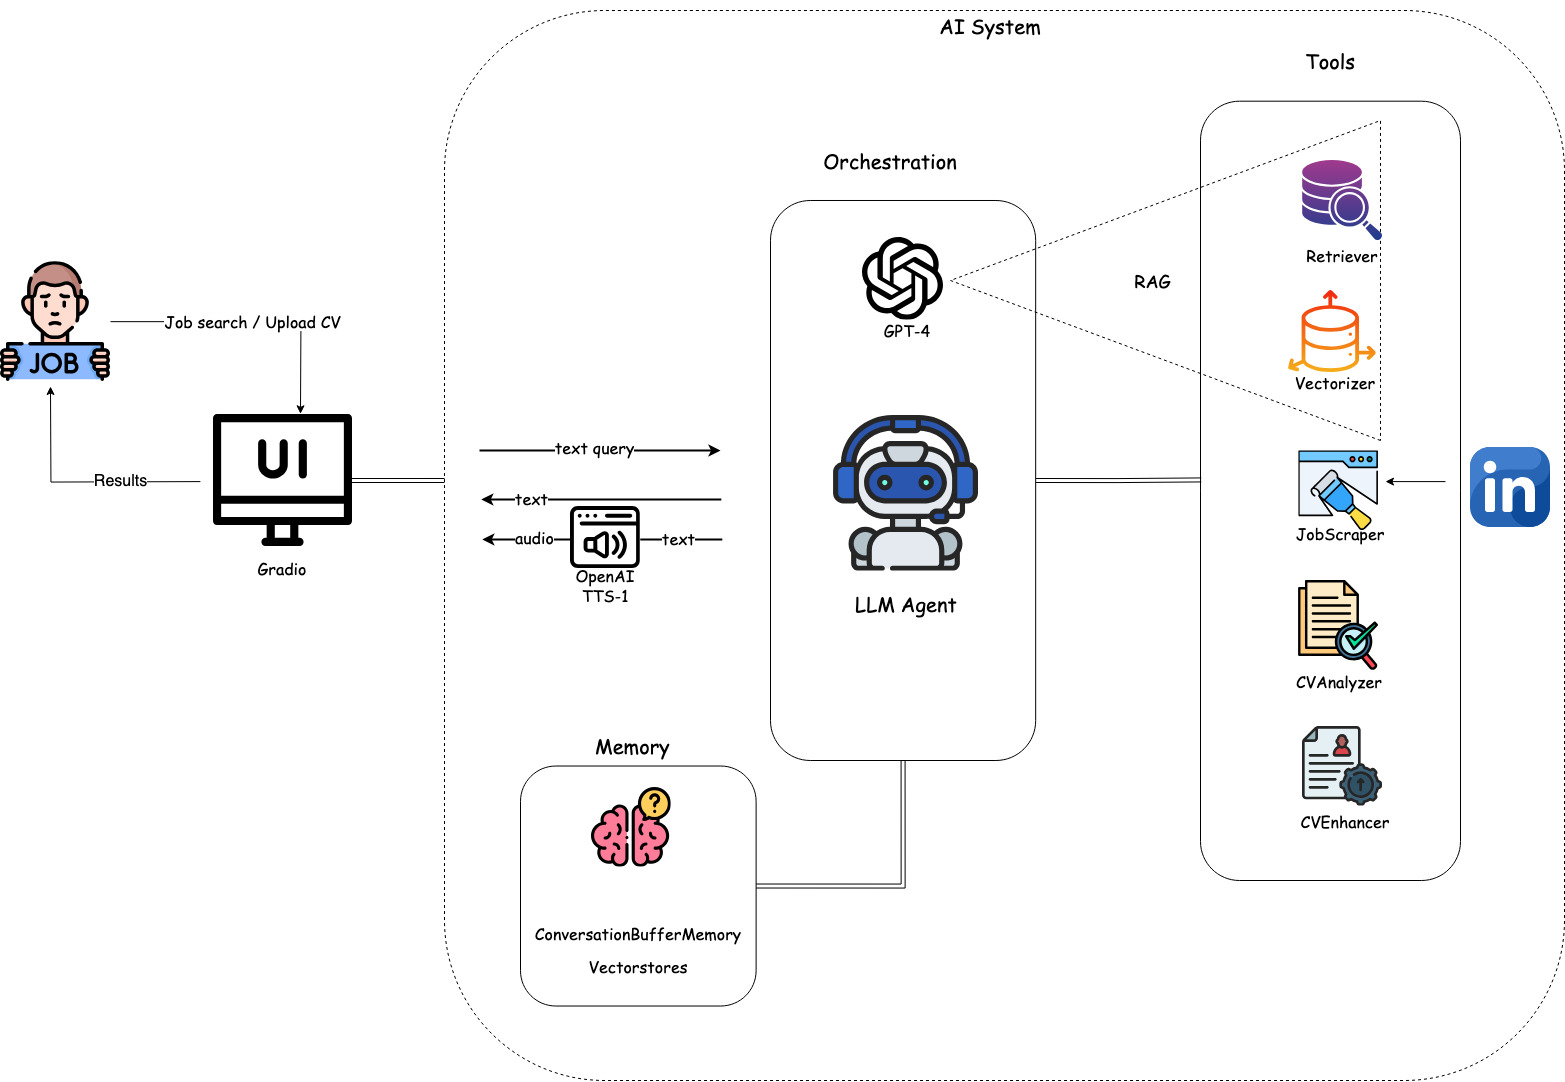 AI System
Tools
Orchestration
Retriever
RAG
GPT-4
Vectorizer
Job search / Upload CV
JOB
UI
Results
Gradio
text query
text
audio
text
OpenAI
TTS-1
LLM Agent
in
JobScraper
CVAnalyzer
CVEnhancer
Memory
?
ConversationBufferMemory
Vectorstores